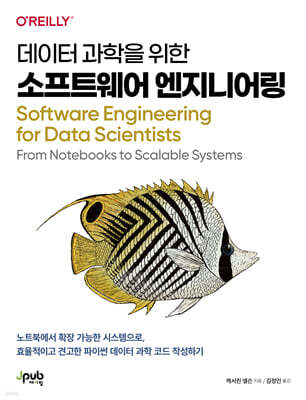 O'REILLY®
데이터 과학을 위한
소프트웨어 엔지니어링
Software Engineering
for Data Scientists
From Notebooks to Scalable Systems
노트북에서 확장 가능한 시스템으로,
효율적이고 견고한 파이썬 데이터 과학 코드 작성하기
Jpub
제이펍
캐서린 넬슨 지음 / 김정인 옮김